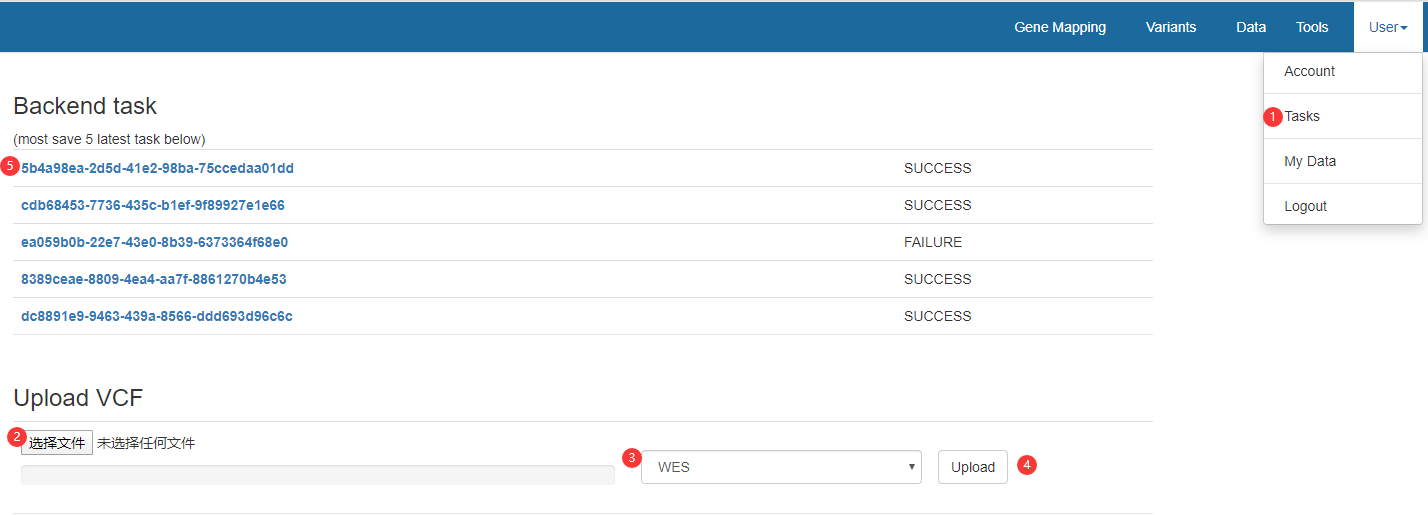 Gene Mapping Variants Data Tools User
Account
1 Tasks
My Data
Logout
Backend task
(most save 5 latest task below)
5 5b4a98ea-2d5d-41e2-98ba-75ccedaa01dd SUCCESS
cdb68453-7736-435c-b1ef-9f89927e1e66 SUCCESS
ea059b0b-22e7-43e0-8b39-6373364f68e0 FAILURE
8389ceae-8809-4ea4-aa7f-8861270b4e53 SUCCESS
dc8891e9-9463-439a-8566-ddd693d96c6c SUCCESS
Upload VCF
2 选择文件 未选择任何文件
3 WES Upload 4